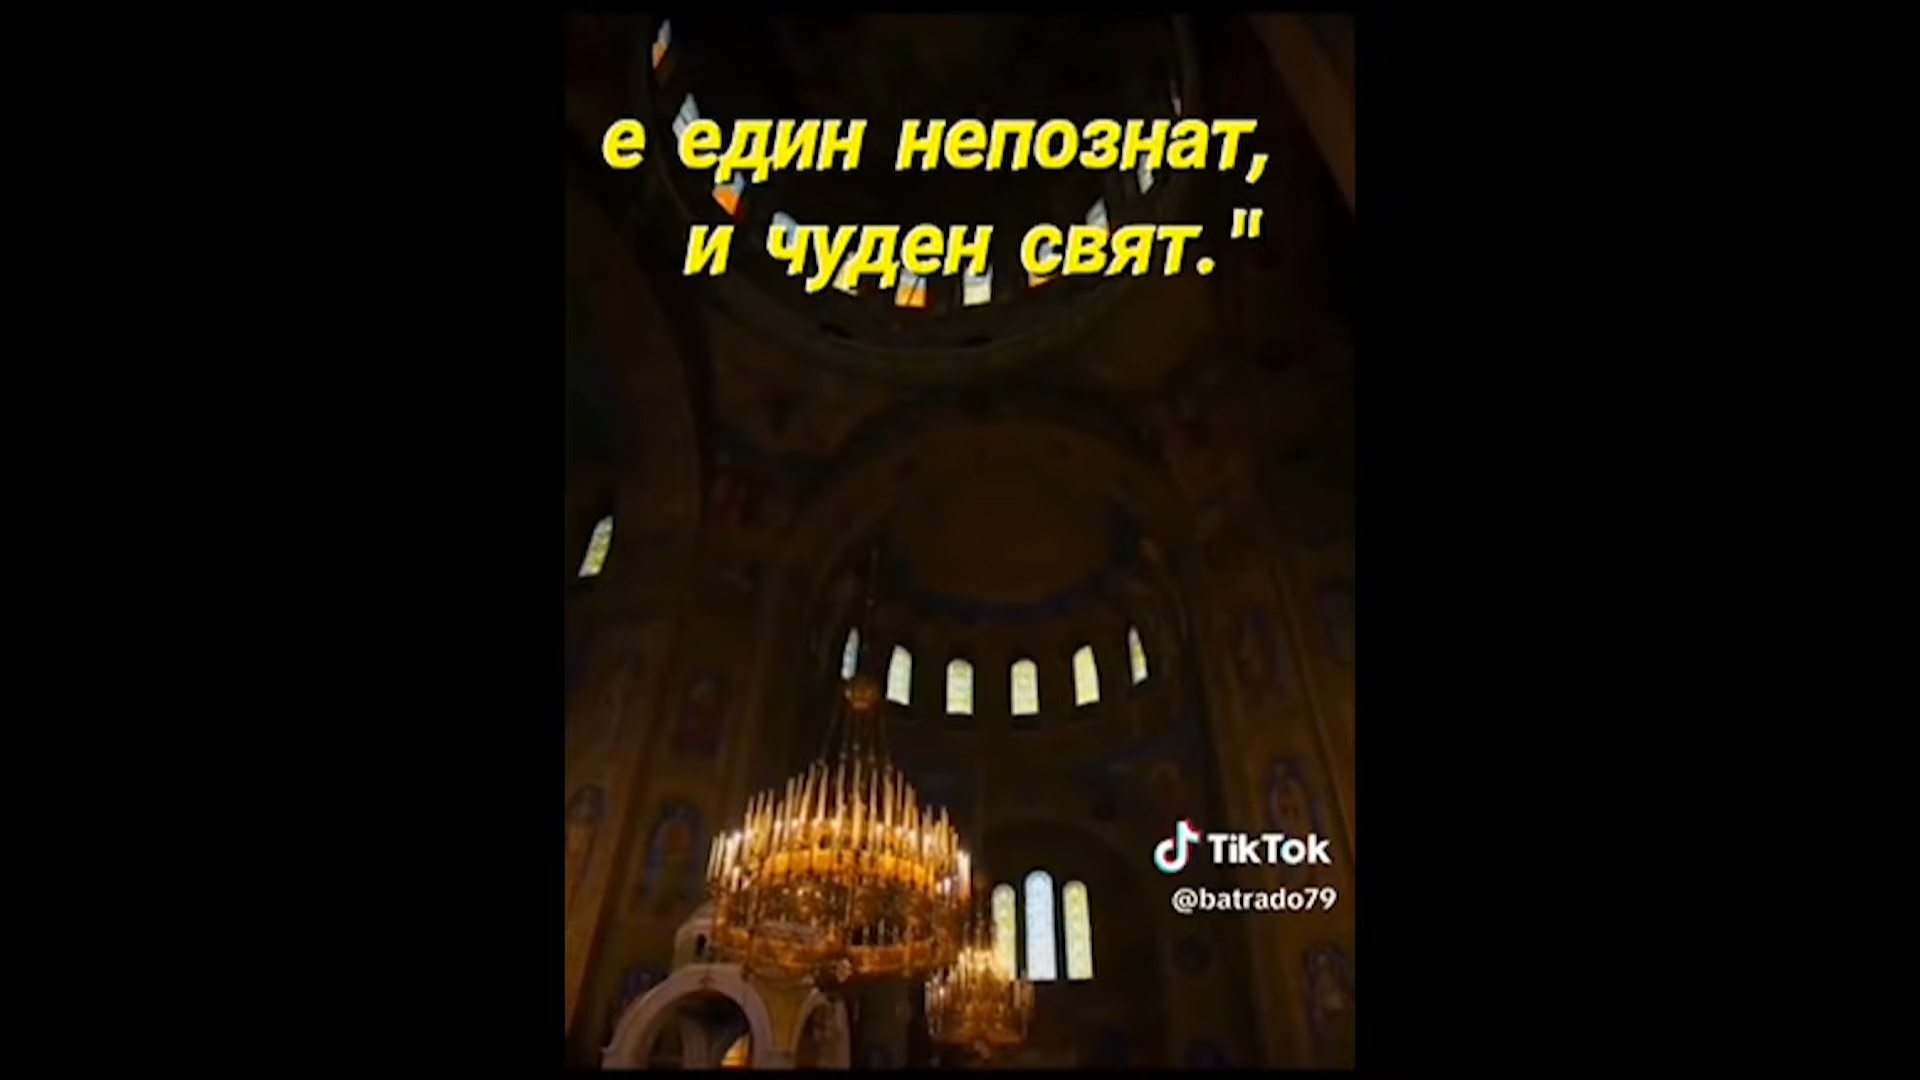 е един непознат,
и чуден свят."
TikTok
@batrado79